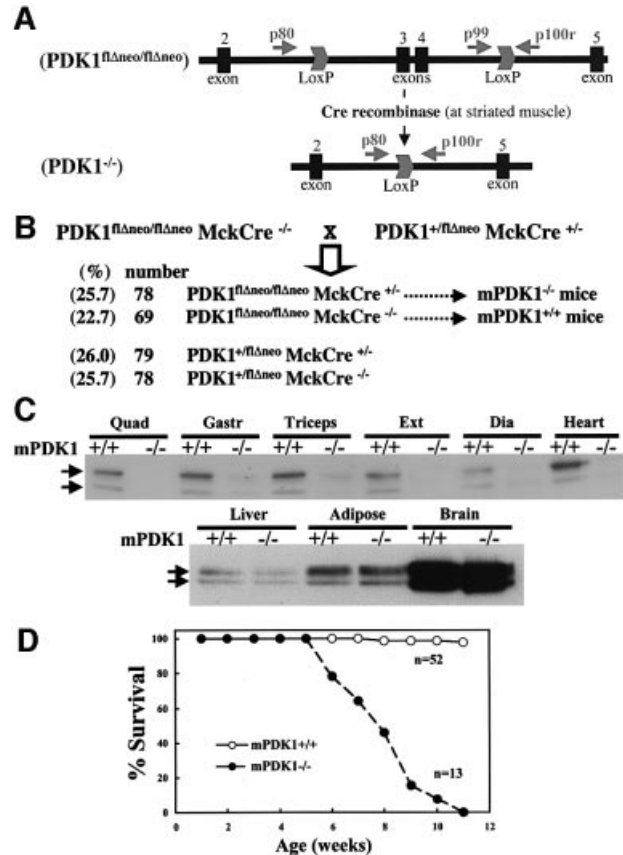 A
2 p80 3 4 p99 p100r 5
(PDK1flΔneo/flΔneo)
exon LoxP exons LoxP exon
Cre recombinase (at striated muscle)
2 p80 p100r 5
(PDK1-/-)
exon LoxP exon
B
PDK1flΔneo/flΔneo MckCre -/- X PDK1+/flΔneo MckCre +/-
(%) number
(25.7) 78 PDK1flΔneo/flΔneo MckCre +/- mPDK1-/- mice
(22.7) 69 PDK1flΔneo/flΔneo MckCre -/- mPDK1+/+ mice
(26.0) 79 PDK1+/flΔneo MckCre +/-
(25.7) 78 PDK1+/flΔneo MckCre -/-
C
Quad Gastr Triceps Ext Dia Heart
mPDK1 +/+ -/- +/+ -/- +/+ -/- +/+ -/- +/+ -/- +/+ -/-
Liver Adipose Brain
mPDK1 +/+ -/- +/+ -/- +/+ -/-
D
% Survival
100
80
60
40
20
0
n=52
mPDK1+/+
mPDK1-/-
n=13
0 2 4 6 8 10 12
Age (weeks)